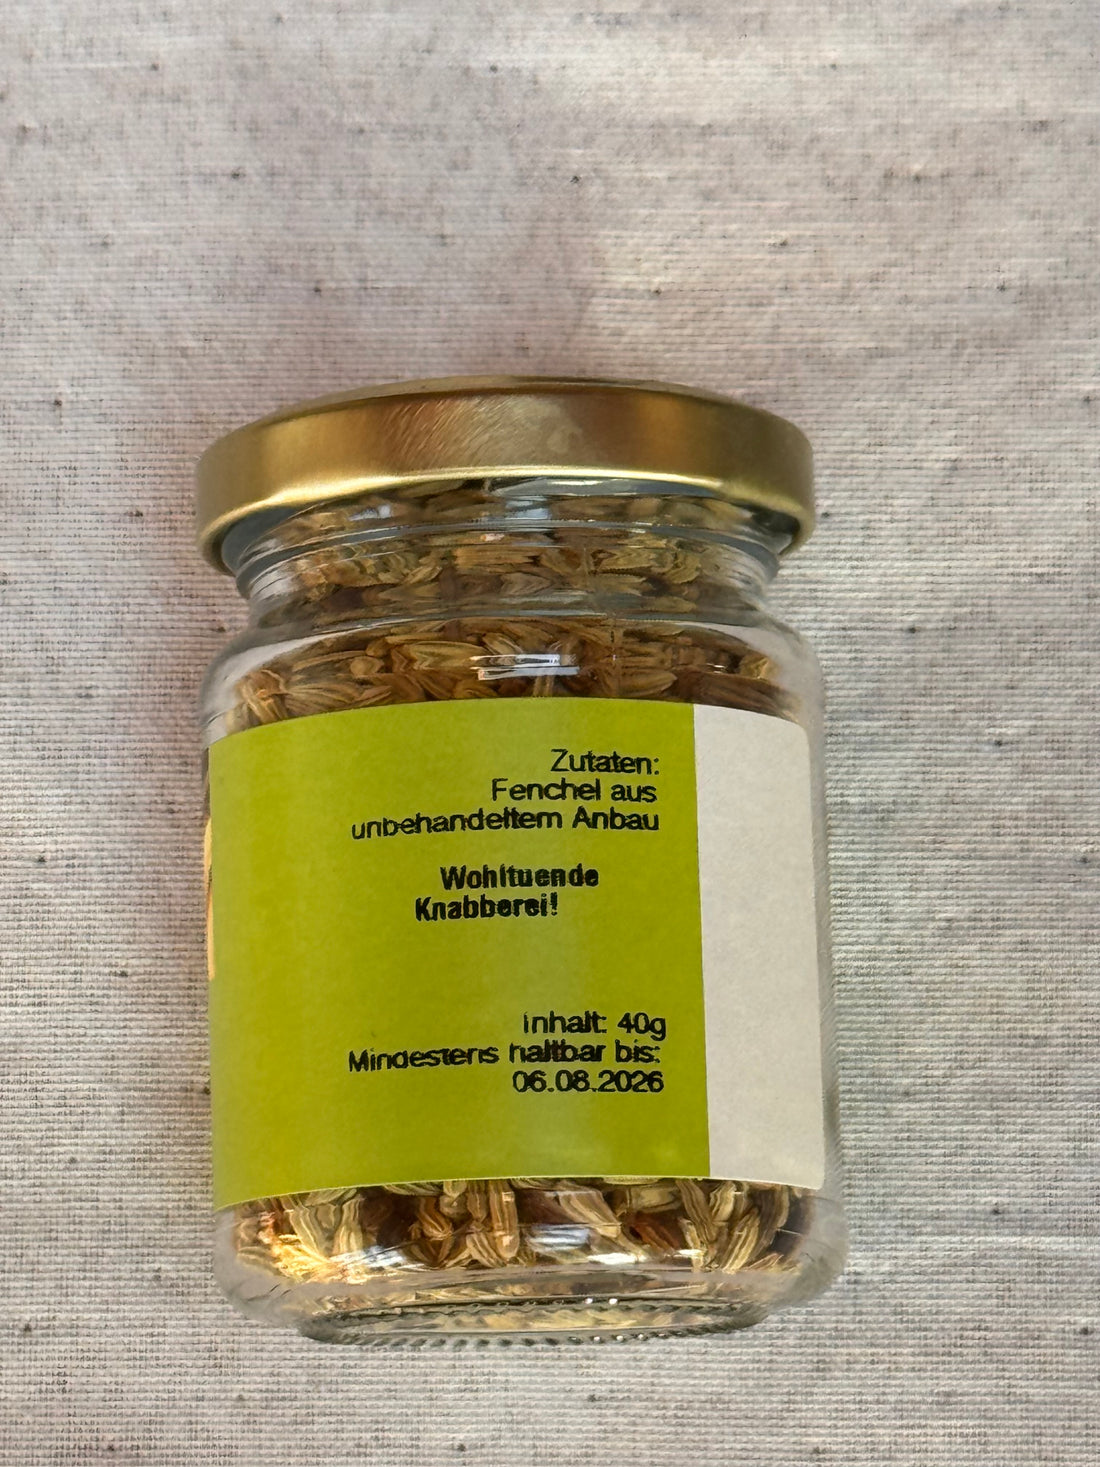 Zutaten:
Fenchel aus
unbehandeltem Anbau
Wohltuende
Knabberei!
Inhalt: 40g
Mindestens haltbar bis:
06.08.2026